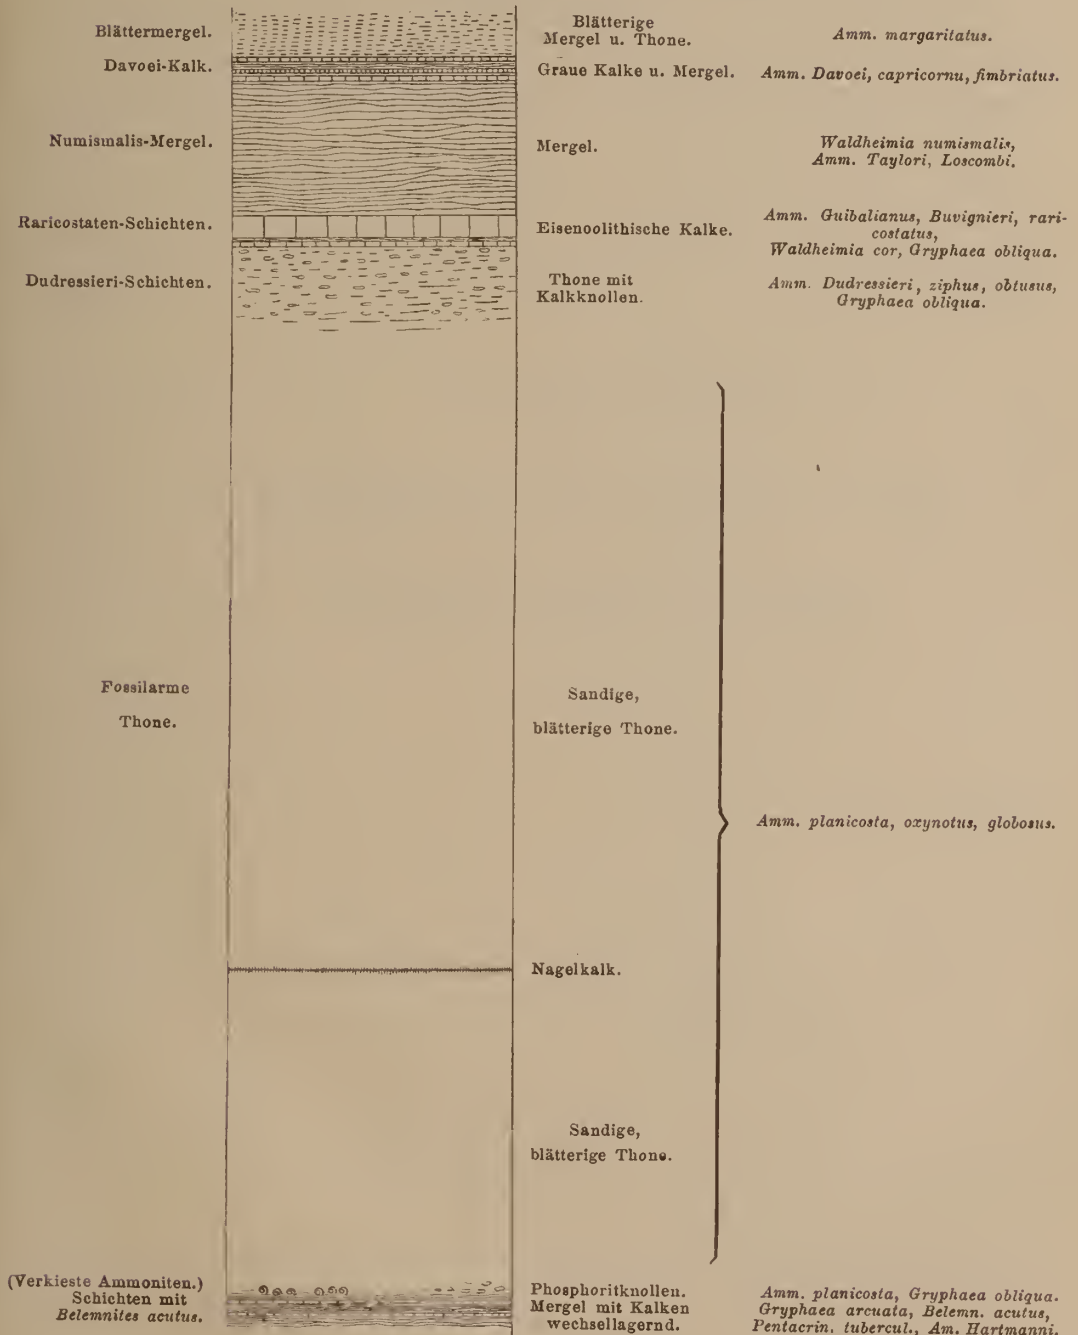 Blättermergel.
Blätterige
Mergel u. Thone.
Amm. margaritatus.
Davoei-Kalk.
Graue Kalke u. Mergel.
Amm. Davoei, capricornu, fimbriatus.
Numismalis-Mergel.
Mergel.
Waldheimia numismalis,
Amm. Taylori, Loscombi.
Raricostaten-Schichten.
Eisenoolithische Kalke.
Amm. Guibalianus, Buvignieri, rari-
costatus,
Waldheimia cor, Gryphaea obliqua.
Dudressieri-Schichten.
Thone mit
Kalkknollen.
Amm. Dudressieri, ziphus, obtusus,
Gryphaea obliqua.
Fossilarme
Thone.
Sandige,
blätterige Thone.
Amm. planicosta, oxynotus, globosus.
Nagelkalk.
Sandige,
blätterige Thone.
(Verkieste Ammoniten.)
Schichten mit
Belemnites acutus.
Phosphoritknollen.
Mergel mit Kalken
wechsellagernd.
Amm. planicosta, Gryphaea obliqua.
Gryphaea arcuata, Belemn. acutus,
Pentacrin. tubercul., Am. Hartmanni.